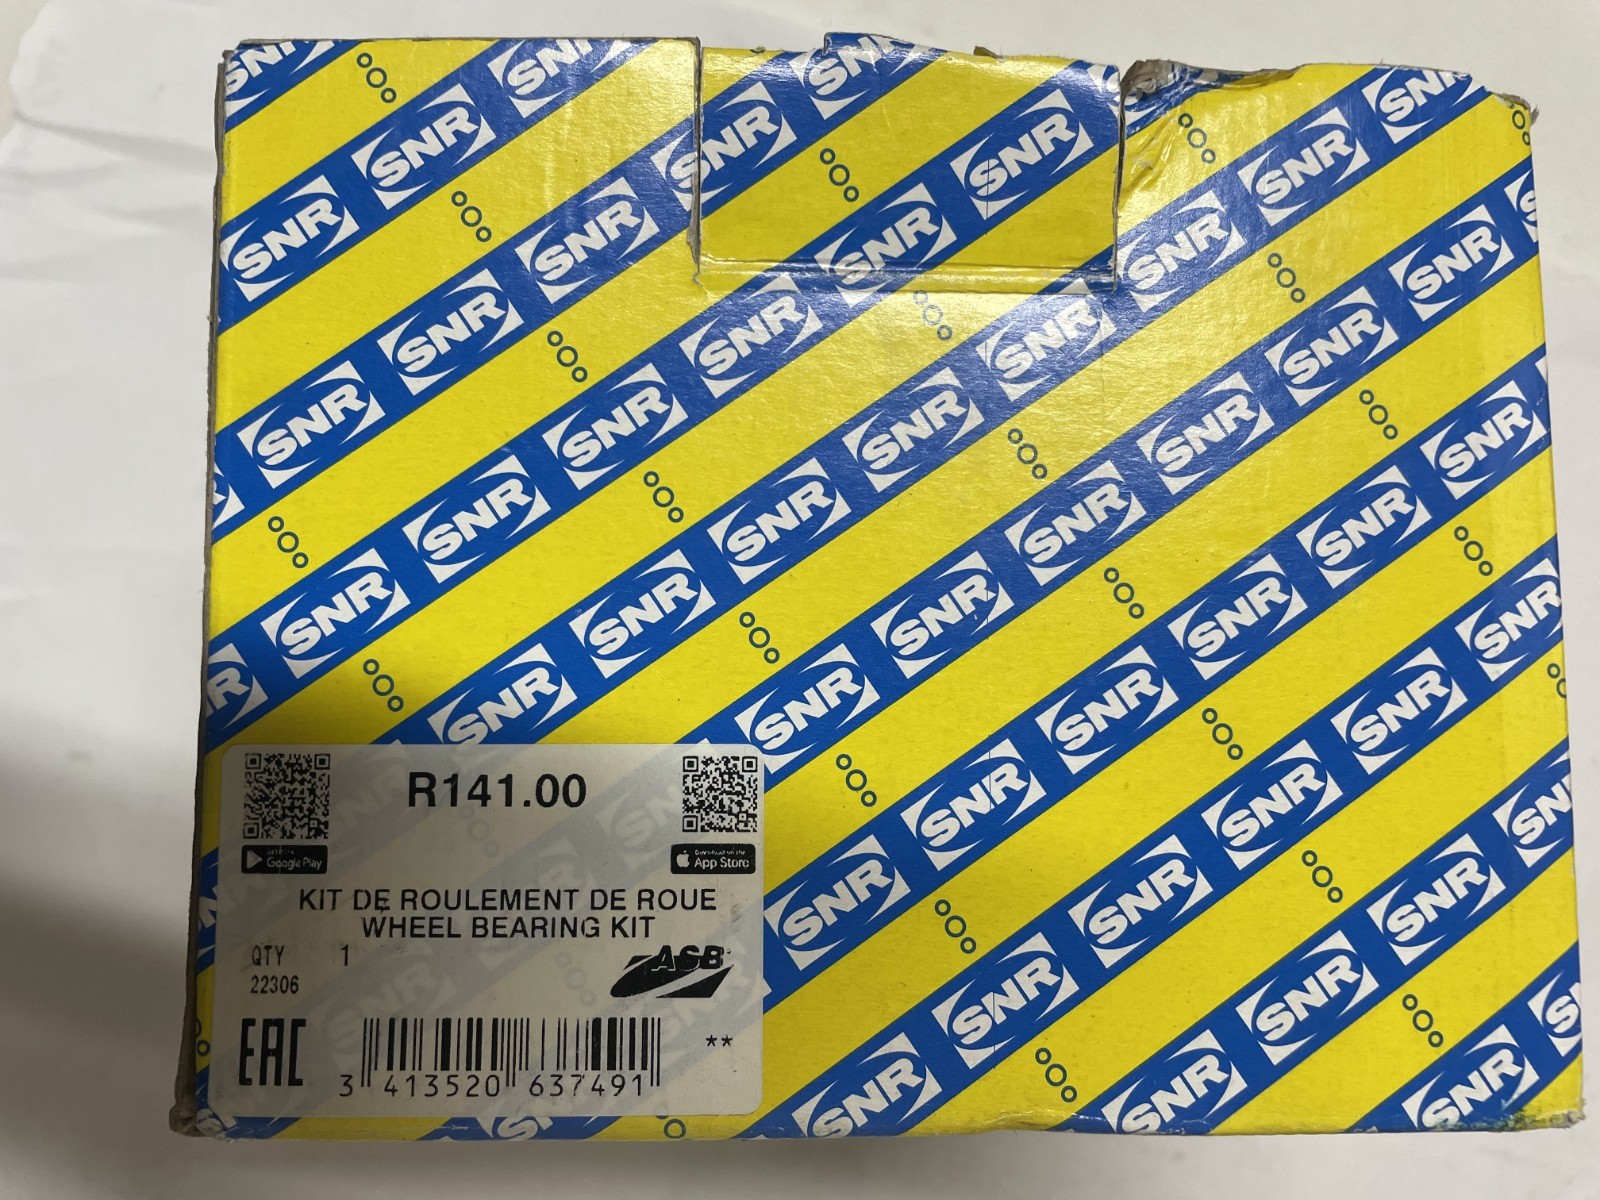 SNR
R141.00
Google Play
App Store
KIT DE ROULEMENT DE ROUE
WHEEL BEARING KIT
QTY 1
22306
ASB
EAC
**
3 413520 637491